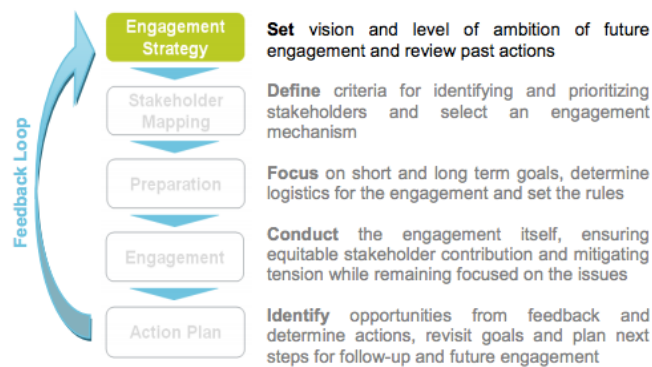 Engagement
Strategy
Set vision and level of ambition of future
engagement and review past actions
Stakeholder
Mapping
Define criteria for identifying and prioritizing
stakeholders and select an engagement
mechanism
Preparation
Focus on short and long term goals, determine
logistics for the engagement and set the rules
Engagement
Conduct the engagement itself, ensuring
equitable stakeholder contribution and mitigating
tension while remaining focused on the issues
Action Plan
Identify opportunities from feedback and
determine actions, revisit goals and plan next
steps for follow-up and future engagement
Feedback Loop